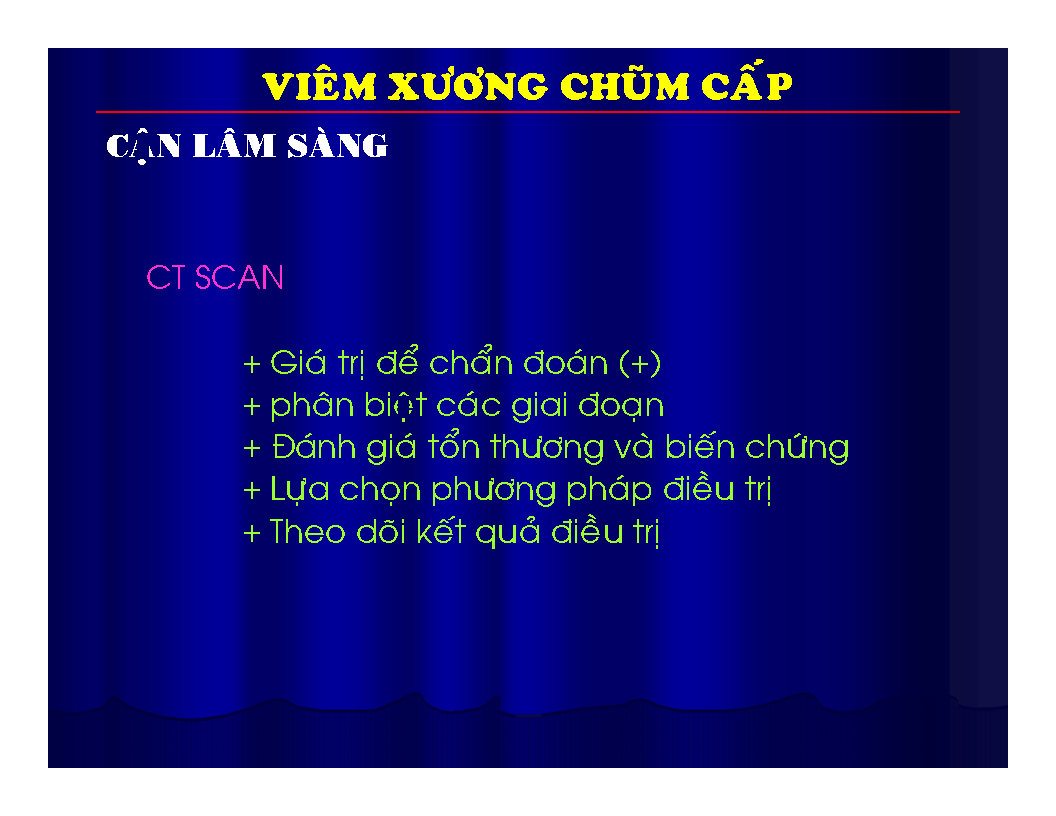 VIÊM XƯƠNG CHŨM CẤP
CẬN LÂM SÀNG
CT SCAN
+ Giá trị để chẩn đoán (+)
+ phân biột các giai đoạn
+ Đánh giá tổn thương và biến chứng
+ Lựa chọn phương pháp điều trị
+ Theo dõi kết quả điều trị